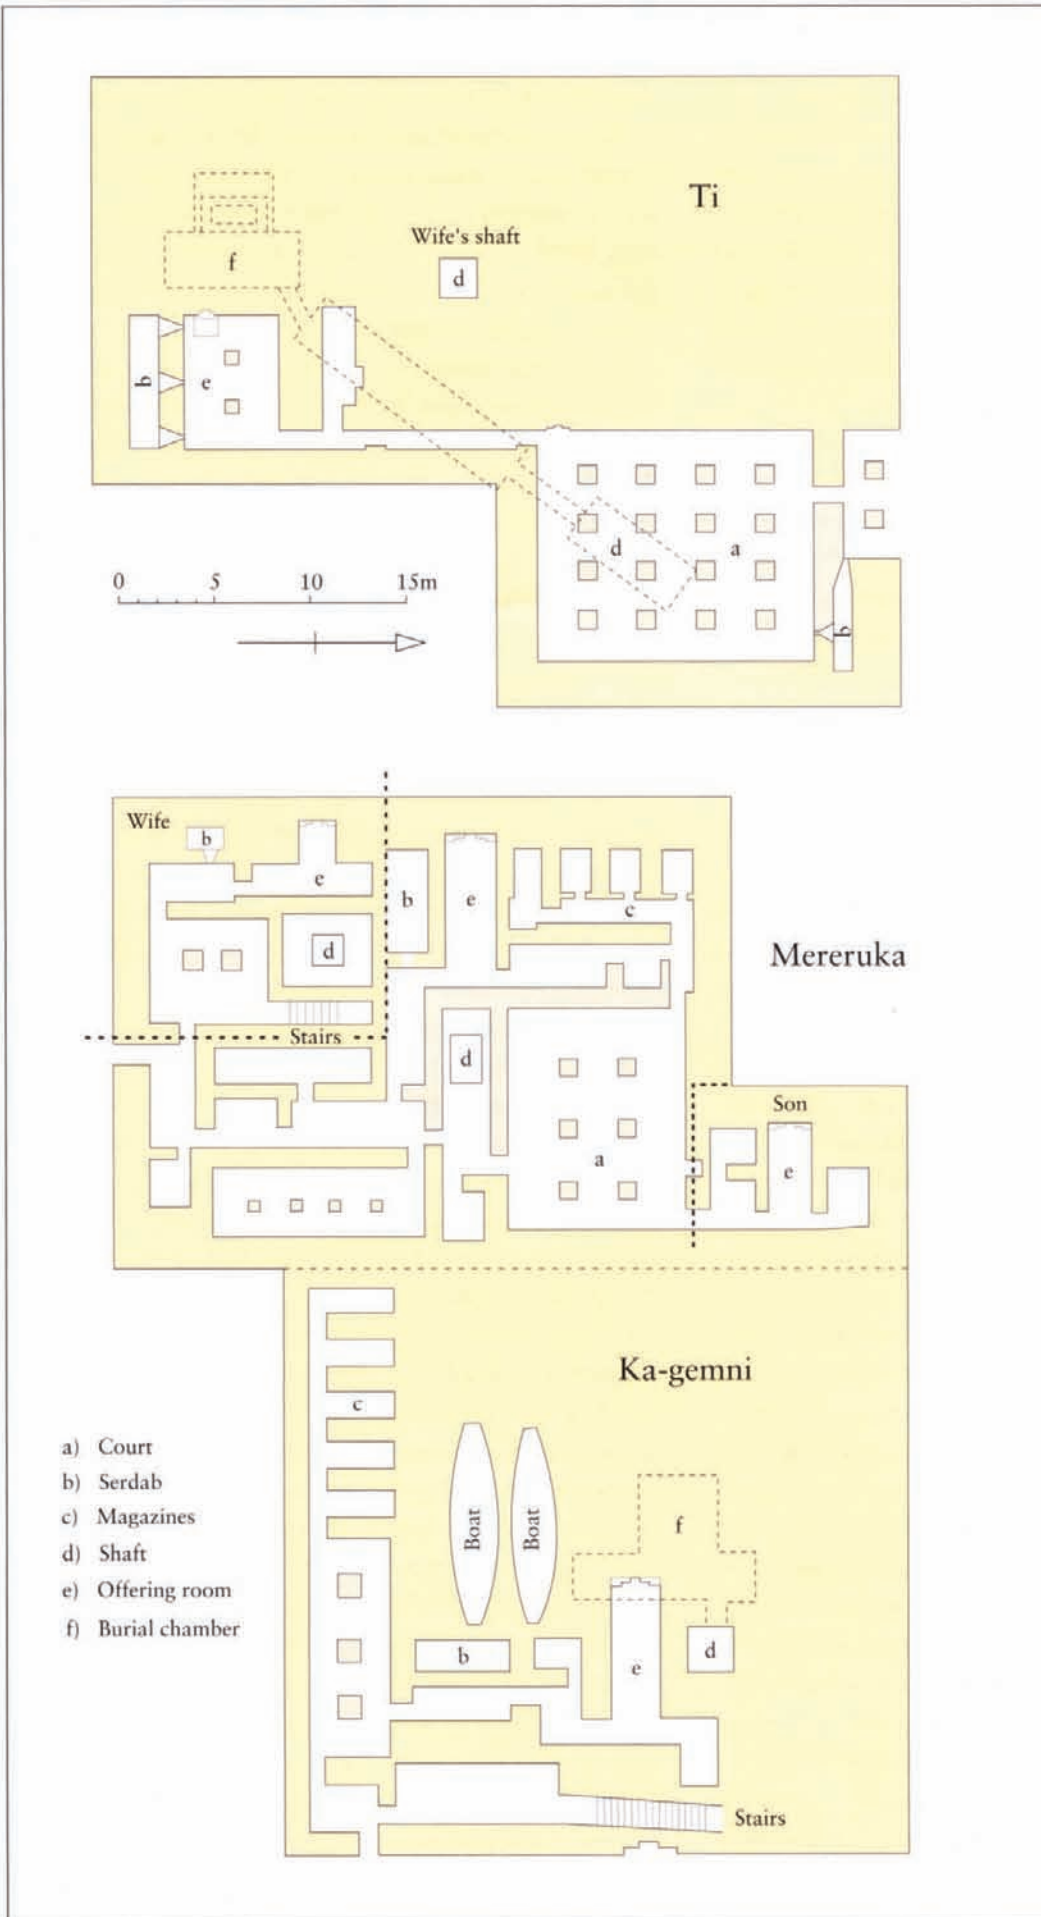 Ti
Wife's shaft
d
f
b
e
d
a
b
0 5 10 15m
Wife
b
e
b
e
c
d
Mereruka
Stairs
d
Son
a
e
Ka-gemni
c
a) Court
b) Serdab
c) Magazines
d) Shaft
e) Offering room
f) Burial chamber
Boat
Boat
f
b
e
d
Stairs